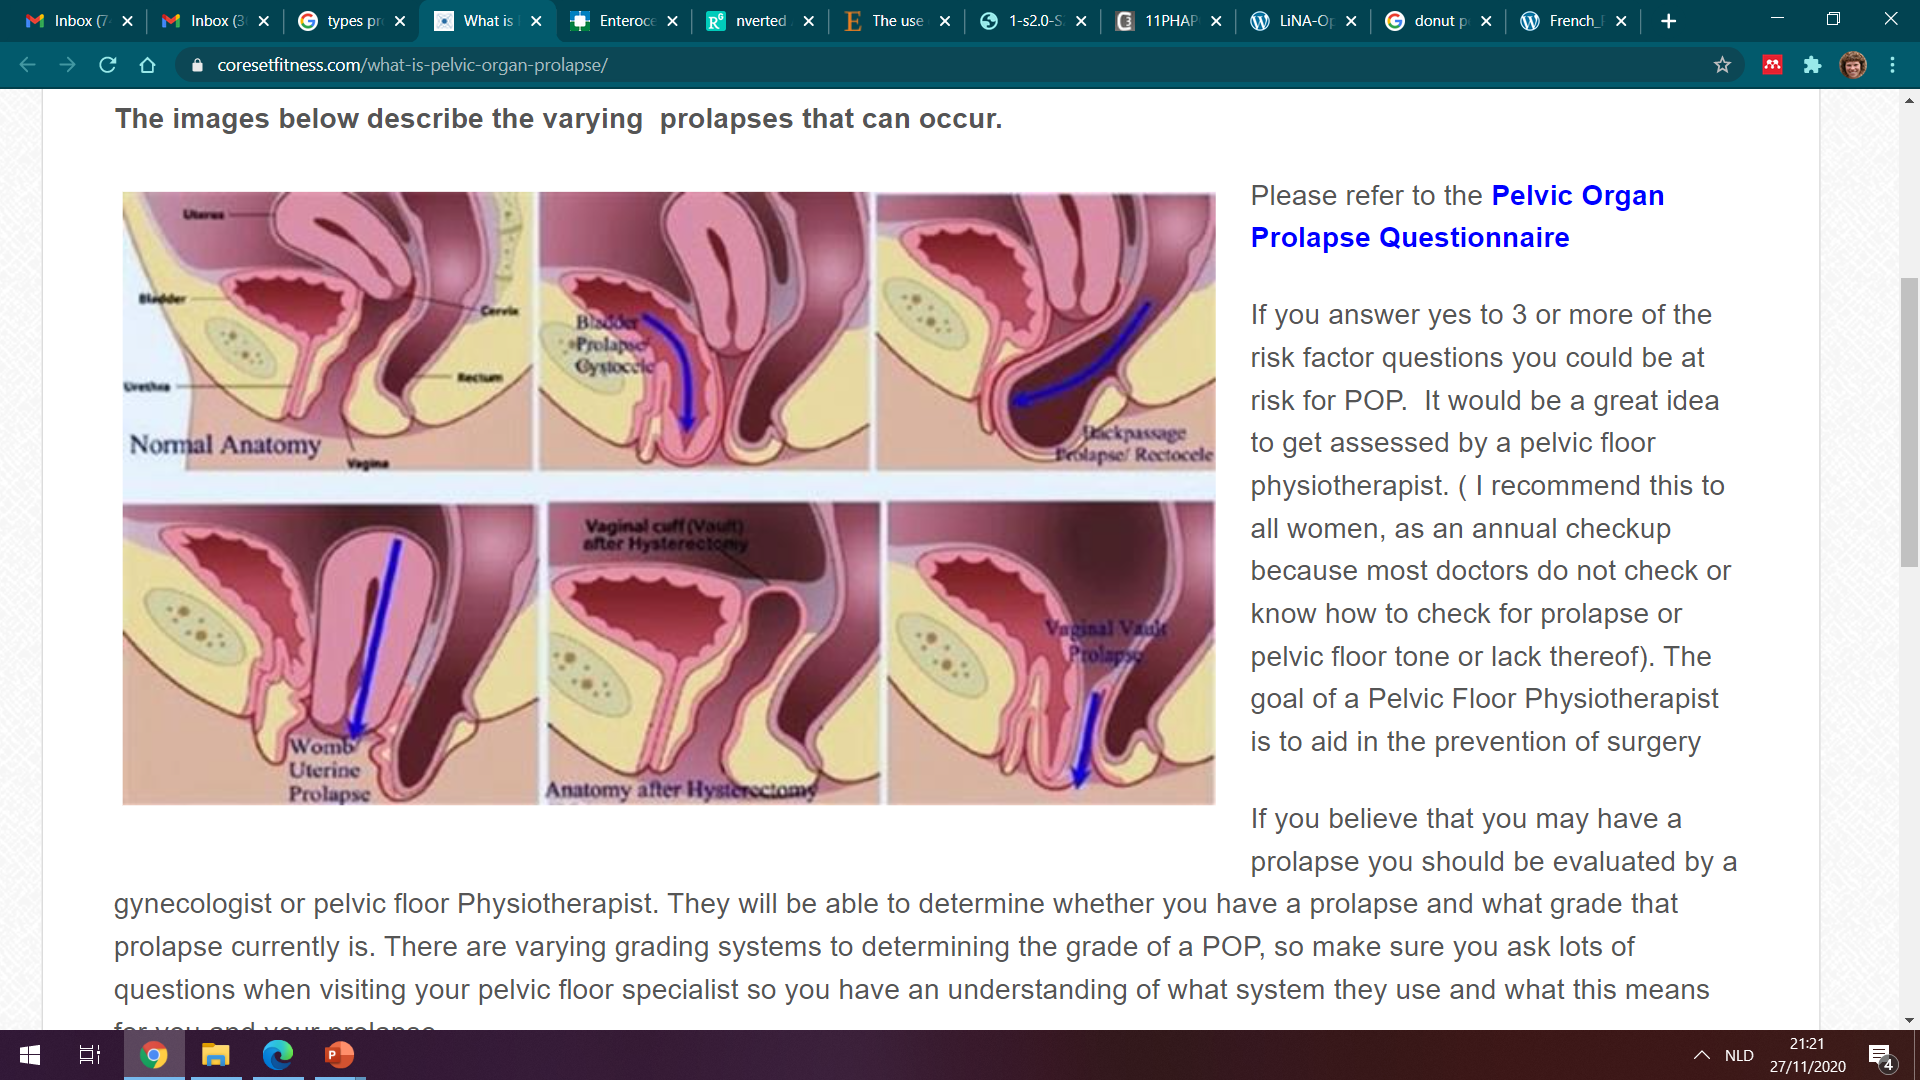 Inbox (7
Inbox (3
types pr
What is
Enteroce
nverted
The use
1-s2.0-S
11PHAP
LiNA-Op
donut p
French_
coresetfitness.com/what-is-pelvic-organ-prolapse/
The images below describe the varying prolapses that can occur.
Uterus
Bladder
Cervix
Urethra
Rectum
Normal Anatomy
Vagina
Bladder
Prolapse
Cystocele
Backpassage
Prolapse/ Rectocele
Womb/
Uterine
Prolapse
Vaginal cuff (Vault)
after Hysterectomy
Anatomy after Hysterectomy
Vaginal Vault
Prolapse
Please refer to the Pelvic Organ
Prolapse Questionnaire
If you answer yes to 3 or more of the
risk factor questions you could be at
risk for POP. It would be a great idea
to get assessed by a pelvic floor
physiotherapist. ( I recommend this to
all women, as an annual checkup
because most doctors do not check or
know how to check for prolapse or
pelvic floor tone or lack thereof). The
goal of a Pelvic Floor Physiotherapist
is to aid in the prevention of surgery
If you believe that you may have a
prolapse you should be evaluated by a
gynecologist or pelvic floor Physiotherapist. They will be able to determine whether you have a prolapse and what grade that
prolapse currently is. There are varying grading systems to determining the grade of a POP, so make sure you ask lots of
questions when visiting your pelvic floor specialist so you have an understanding of what system they use and what this means
for you and your prolapse
NLD
21:21
27/11/2020
4